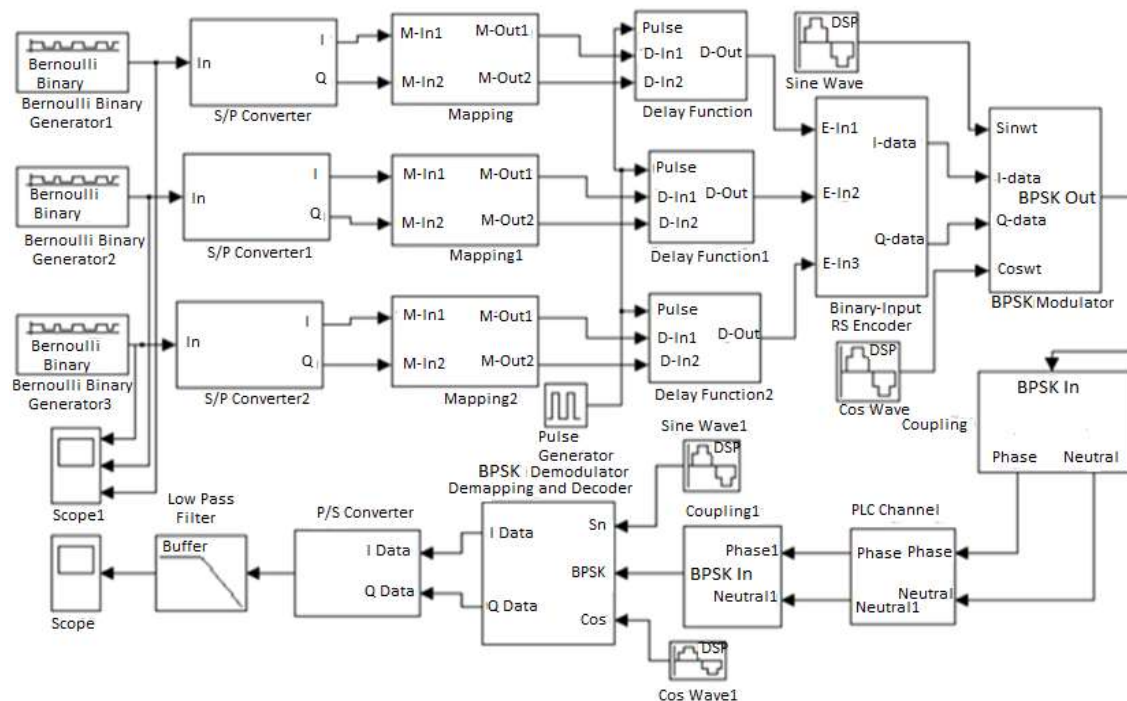 Bernoulli
Binary
Bernoulli Binary
Generator1
In
I
Q
S/P Converter
M-In1
M-In2
M-Out1
M-Out2
Mapping
Pulse
D-In1
D-In2
D-Out
Delay Function
DSP
Sine Wave
Bernoulli
Binary
Bernoulli Binary
Generator2
In
I
Q
S/P Converter1
M-In1
M-In2
M-Out1
M-Out2
Mapping1
Pulse
D-In1
D-In2
D-Out
Delay Function1
E-In1
E-In2
E-In3
I-data
Q-data
Binary-Input
RS Encoder
Sinwt
I-data
BPSK Out
Q-data
Coswt
BPSK Modulator
Bernoulli
Binary
Bernoulli Binary
Generator3
In
I
Q
S/P Converter2
M-In1
M-In2
M-Out1
M-Out2
Mapping2
Pulse
D-In1
D-In2
D-Out
Delay Function2
DSP
Cos Wave
Pulse
Generator
BPSK In
Phase
Neutral
Coupling
Scope1
Scope
Low Pass
Filter
Buffer
P/S Converter
I Data
Q Data
BPSK Demodulator
Demapping and Decoder
I Data
Q Data
Sn
BPSK
Cos
Sine Wave1
DSP
DSP
Cos Wave1
Coupling1
Phase1
BPSK In
Neutral1
PLC Channel
Phase
Phase
Neutral
Neutral1